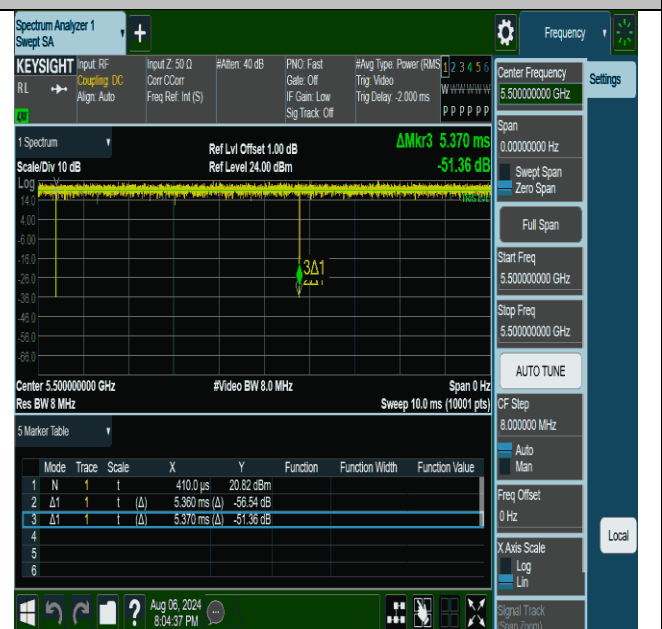 Spectrum Analyzer 1
Swept SA
+
Frequency
KEYSIGHT
RL
Input: RF
Coupling: DC
Align: Auto
Input Z: 50 Ω
Corr CCorr
Freq Ref: Int (S)
#Atten: 40 dB
PNO: Fast
Gate: Off
IF Gain: Low
Sig Track: Off
#Avg Type: Power (RMS
Trig: Video
Trig Delay: -2.000 ms
1 2 3 4 5 6
W W W W W W
P P P P P P
1 Spectrum
Scale/Div 10 dB
Ref Lvl Offset 1.00 dB
Ref Level 24.00 dBm
ΔMkr3 5.370 ms
-51.36 dB
Log
14.0
4.00
-6.00
-16.0
-26.0
-36.0
-46.0
-56.0
-66.0
3Δ1
Center 5.500000000 GHz
Res BW 8 MHz
#Video BW 8.0 MHz
Span 0 Hz
Sweep 10.0 ms (10001 pts)
5 Marker Table
Mode Trace Scale X Y Function Function Width Function Value
1 N 1 t 410.0 µs 20.82 dBm
2 Δ1 1 t (Δ) 5.360 ms (Δ) -56.54 dB
3 Δ1 1 t (Δ) 5.370 ms (Δ) -51.36 dB
4
5
6
?
Aug 06, 2024
8:04:37 PM
Center Frequency
5.500000000 GHz
Span
0.00000000 Hz
Swept Span
Zero Span
Full Span
Start Freq
5.500000000 GHz
Stop Freq
5.500000000 GHz
AUTO TUNE
CF Step
8.000000 MHz
Auto
Man
Freq Offset
0 Hz
X Axis Scale
Log
Lin
Signal Track
(Span Zoom)
Settings
Local